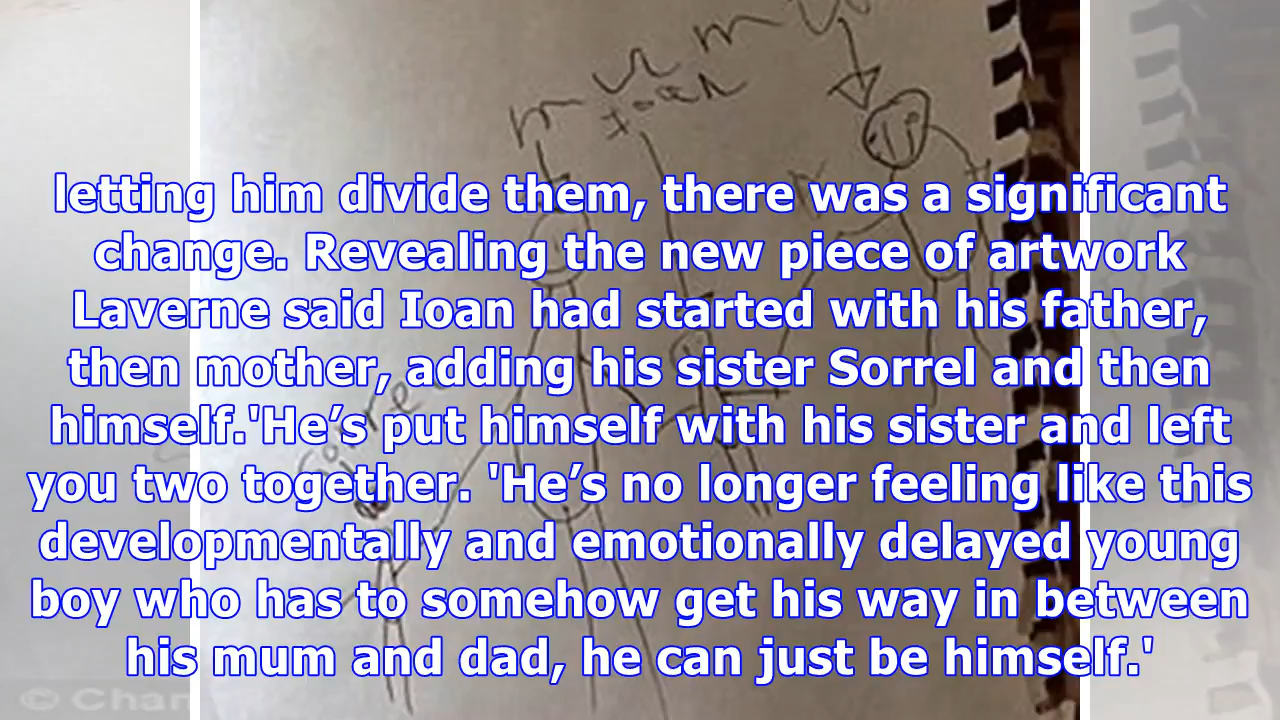 mum
Ioan
letting him divide them, there was a significant
change. Revealing the new piece of artwork
Laverne said Ioan had started with his father,
then mother, adding his sister Sorrel and then
himself.'He’s put himself with his sister and left
you two together. 'He’s no longer feeling like this
developmentally and emotionally delayed young
boy who has to somehow get his way in between
his mum and dad, he can just be himself.'
© Chan